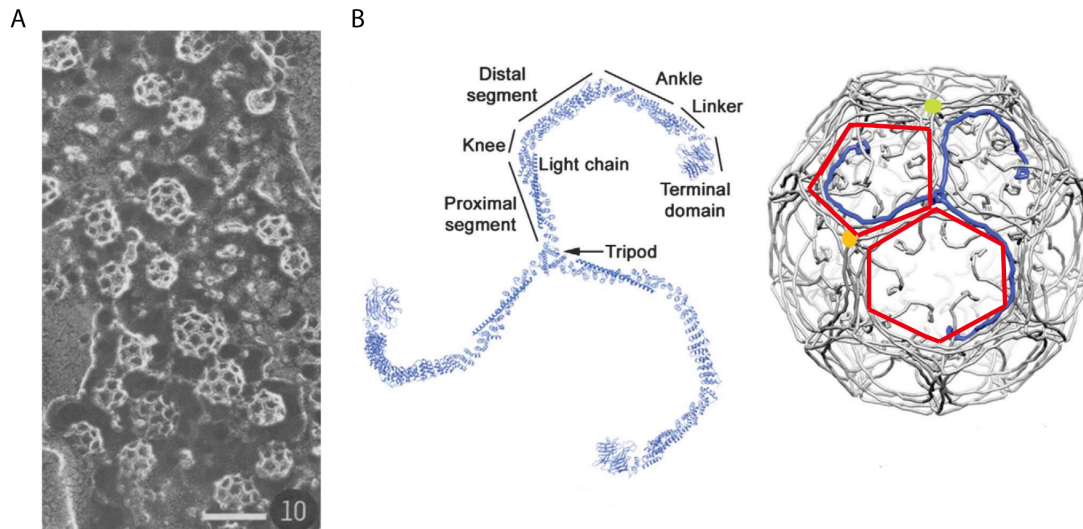 A
B
10
Distal
segment
Ankle
Linker
Knee
Light chain
Proximal
segment
Terminal
domain
Tripod